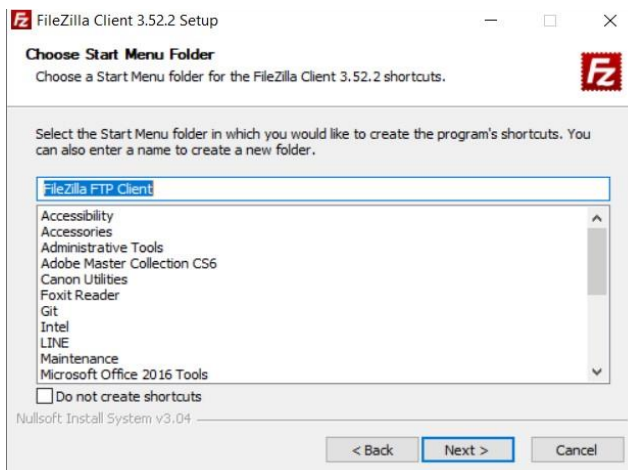 FileZilla Client 3.52.2 Setup
Choose Start Menu Folder
Choose a Start Menu folder for the FileZilla Client 3.52.2 shortcuts.
Fz
Select the Start Menu folder in which you would like to create the program's shortcuts. You
can also enter a name to create a new folder.
FileZilla FTP Client
Accessibility
Accessories
Administrative Tools
Adobe Master Collection CS6
Canon Utilities
Foxit Reader
Git
Intel
LINE
Maintenance
Microsoft Office 2016 Tools
Do not create shortcuts
Nullsoft Install System v3.04
< Back Next > Cancel